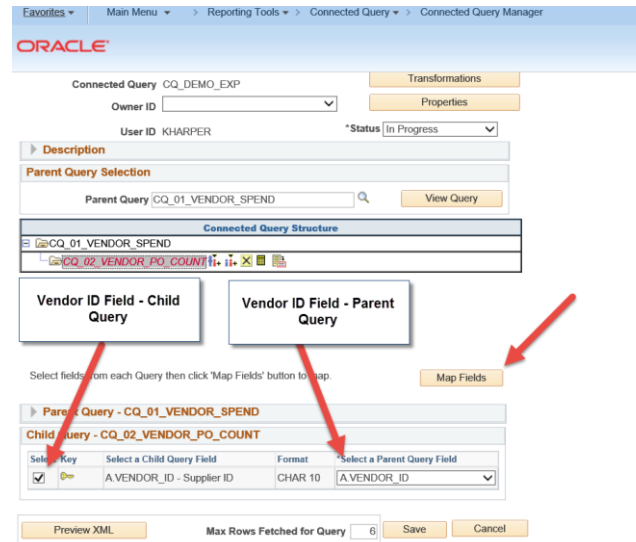 Favorites Main Menu > Reporting Tools > Connected Query > Connected Query Manager
ORACLE
Connected Query CQ_DEMO_EXP Transformations
Owner ID Properties
User ID KHARPER *Status In Progress
Description
Parent Query Selection
Parent Query CQ_01_VENDOR_SPEND View Query
Connected Query Structure
CQ_01_VENDOR_SPEND
CQ_02_VENDOR_PO_COUNT
Vendor ID Field - Child
Query
Vendor ID Field - Parent
Query
Select fields from each Query then click 'Map Fields' button to map. Map Fields
Parent Query - CQ_01_VENDOR_SPEND
Child Query - CQ_02_VENDOR_PO_COUNT
Select Key Select a Child Query Field Format *Select a Parent Query Field
A.VENDOR_ID - Supplier ID CHAR 10 A.VENDOR_ID
Preview XML Max Rows Fetched for Query 6 Save Cancel